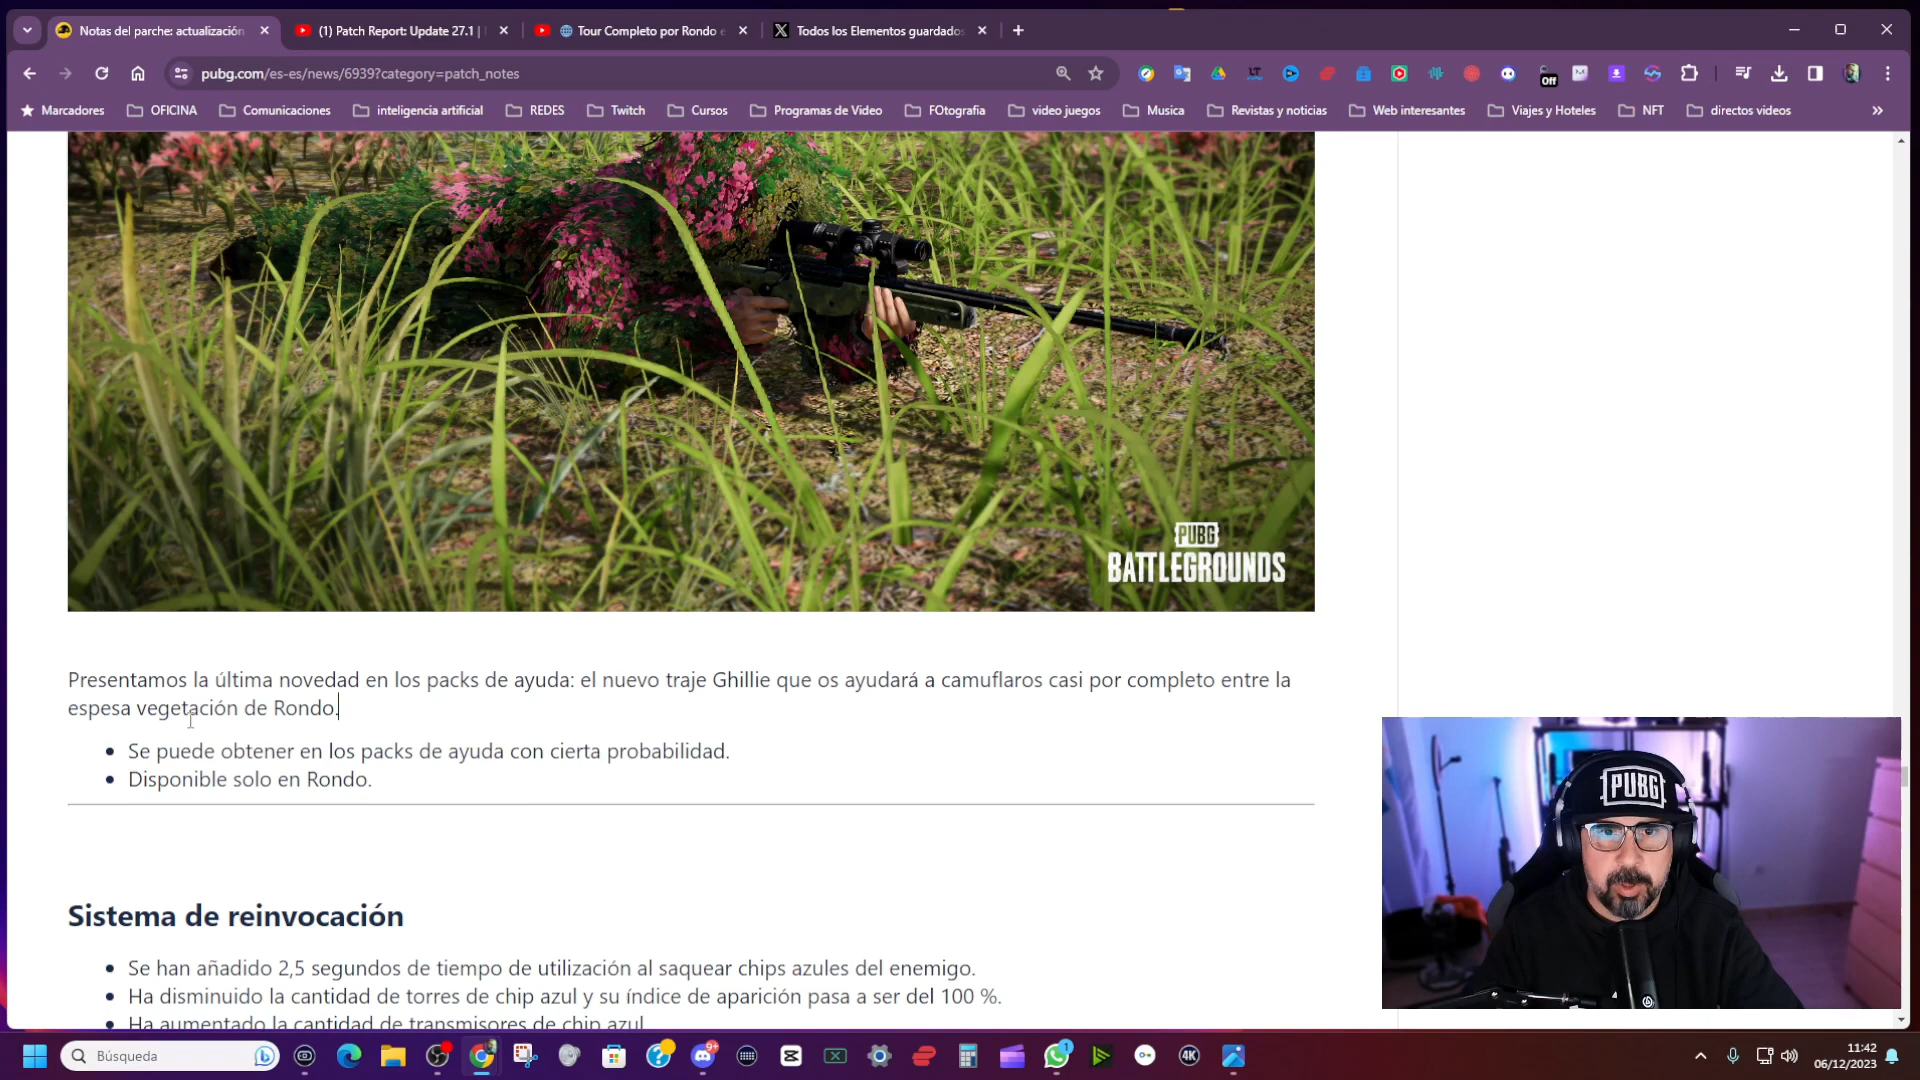 Notas del parche: actualización
(1) Patch Report: Update 27.1 |
Tour Completo por Rondo
Todos los Elementos guardados
pubg.com/es-es/news/6939?category=patch_notes
Off
Marcadores
OFICINA
Comunicaciones
inteligencia artificial
REDES
Twitch
Cursos
Programas de Video
FOtografia
video juegos
Musica
Revistas y noticias
Web interesantes
Viajes y Hoteles
NFT
directos videos
PUBG
BATTLEGROUNDS
Presentamos la última novedad en los packs de ayuda: el nuevo traje Ghillie que os ayudará a camuflaros casi por completo entre la
espesa vegetación de Rondo.
Se puede obtener en los packs de ayuda con cierta probabilidad.
Disponible solo en Rondo.
PUBG
Sistema de reinvocación
Se han añadido 2,5 segundos de tiempo de utilización al saquear chips azules del enemigo.
Ha disminuido la cantidad de torres de chip azul y su índice de aparición pasa a ser del 100 %.
Ha aumentado la cantidad de transmisores de chip azul
Búsqueda
9+
4K
1
11:42
06/12/2023